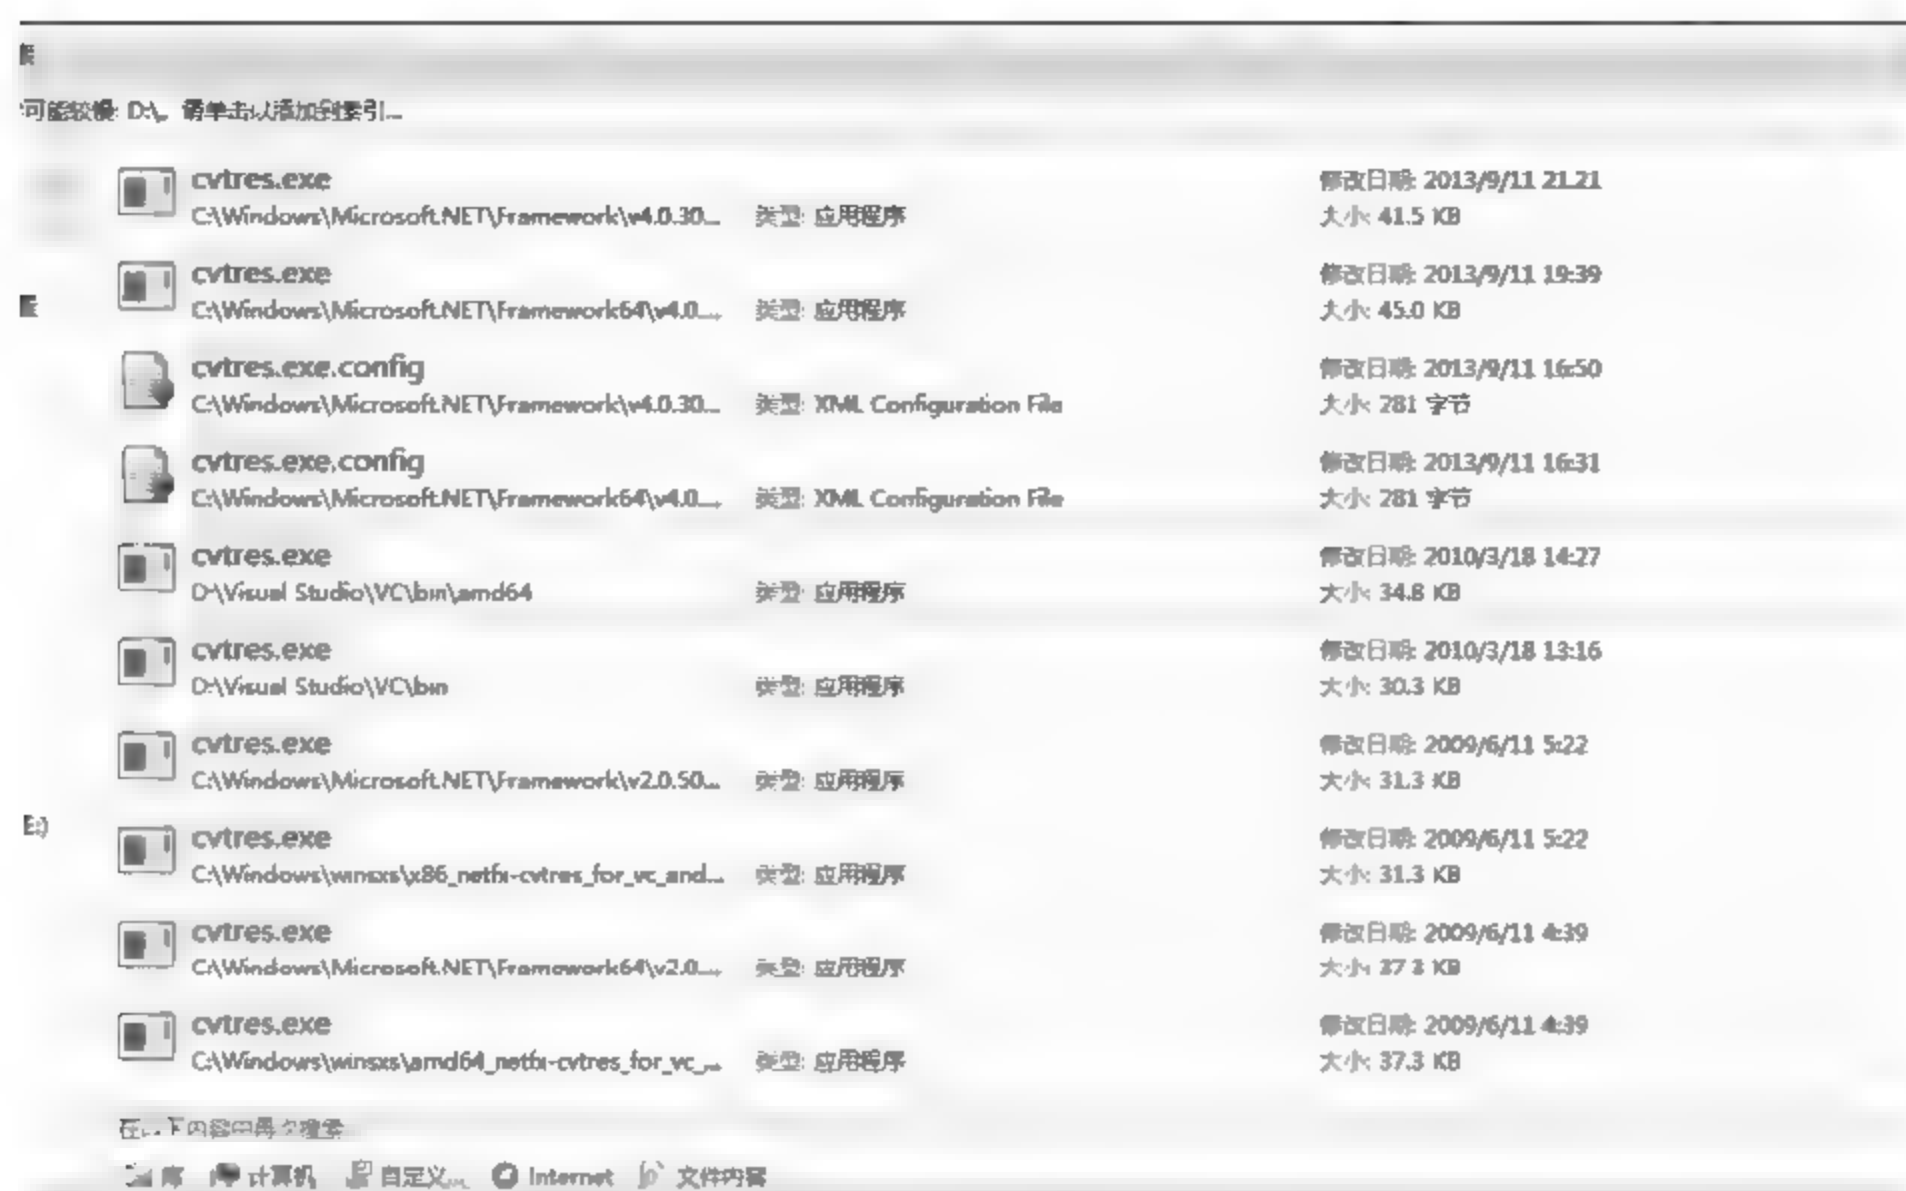 可能较慢: D:\。请单击以添加到索引...
cvtres.exe 修改日期: 2013/9/11 21:21
C:\Windows\Microsoft.NET\Framework\v4.0.30... 类型: 应用程序 大小: 41.5 KB
cvtres.exe 修改日期: 2013/9/11 19:39
C:\Windows\Microsoft.NET\Framework64\v4.0.... 类型: 应用程序 大小: 45.0 KB
cvtres.exe.config 修改日期: 2013/9/11 16:50
C:\Windows\Microsoft.NET\Framework\v4.0.30... 类型: XML Configuration File 大小: 281 字节
cvtres.exe.config 修改日期: 2013/9/11 16:31
C:\Windows\Microsoft.NET\Framework64\v4.0.... 类型: XML Configuration File 大小: 281 字节
cvtres.exe 修改日期: 2010/3/18 14:27
D:\Visual Studio\VC\bin\amd64 类型: 应用程序 大小: 34.8 KB
cvtres.exe 修改日期: 2010/3/18 13:16
D:\Visual Studio\VC\bin 类型: 应用程序 大小: 30.3 KB
cvtres.exe 修改日期: 2009/6/11 5:22
C:\Windows\Microsoft.NET\Framework\v2.0.50... 类型: 应用程序 大小: 31.3 KB
E:)
cvtres.exe 修改日期: 2009/6/11 5:22
C:\Windows\winsxs\x86_netfx-cvtres_for_vc_and... 类型: 应用程序 大小: 31.3 KB
cvtres.exe 修改日期: 2009/6/11 4:39
C:\Windows\Microsoft.NET\Framework64\v2.0.... 类型: 应用程序 大小: 37.3 KB
cvtres.exe 修改日期: 2009/6/11 4:39
C:\Windows\winsxs\amd64_netfx-cvtres_for_vc_... 类型: 应用程序 大小: 37.3 KB
在以下内容中再次搜索:
库 计算机 自定义... Internet 文件内容